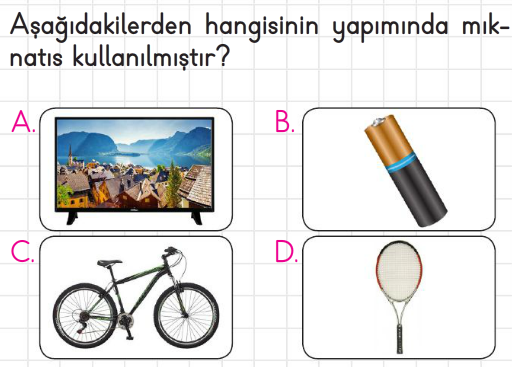 Aşağıdakilerden hangisinin yapımında mık-
natıs kullanılmıştır?
A.
B.
C.
D.